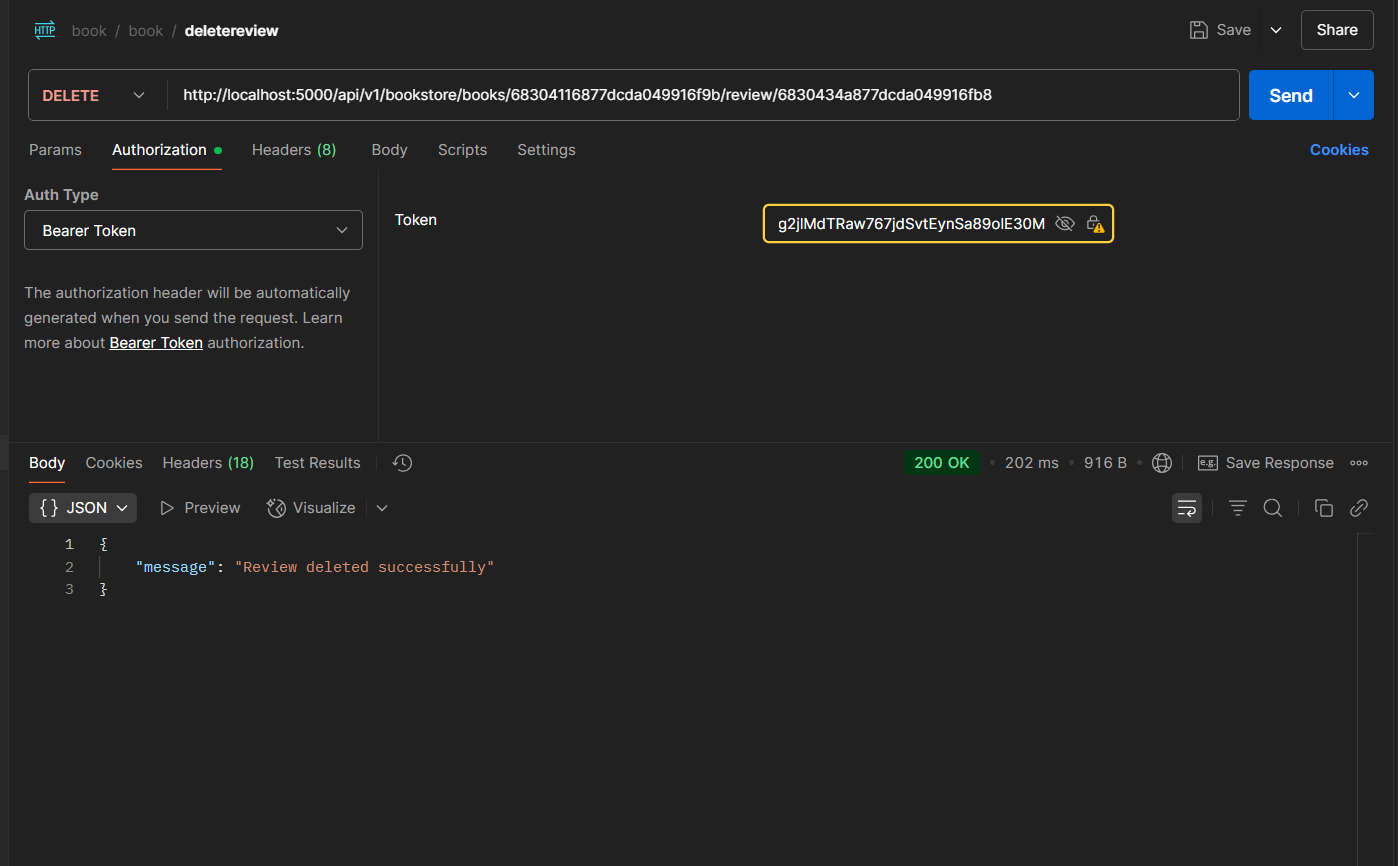 HTTP book / book / deletereview Save Share
DELETE http://localhost:5000/api/v1/bookstore/books/68304116877dcda049916f9b/review/6830434a877dcda049916fb8 Send
Params Authorization Headers (8) Body Scripts Settings Cookies
Auth Type
Bearer Token
Token g2jlMdTRaw767jdSvtEynSa89olE30M
The authorization header will be automatically
generated when you send the request. Learn
more about Bearer Token authorization.
Body Cookies Headers (18) Test Results 200 OK • 202 ms • 916 B • e.g. Save Response
{ } JSON Preview Visualize
1 {
2 "message": "Review deleted successfully"
3 }